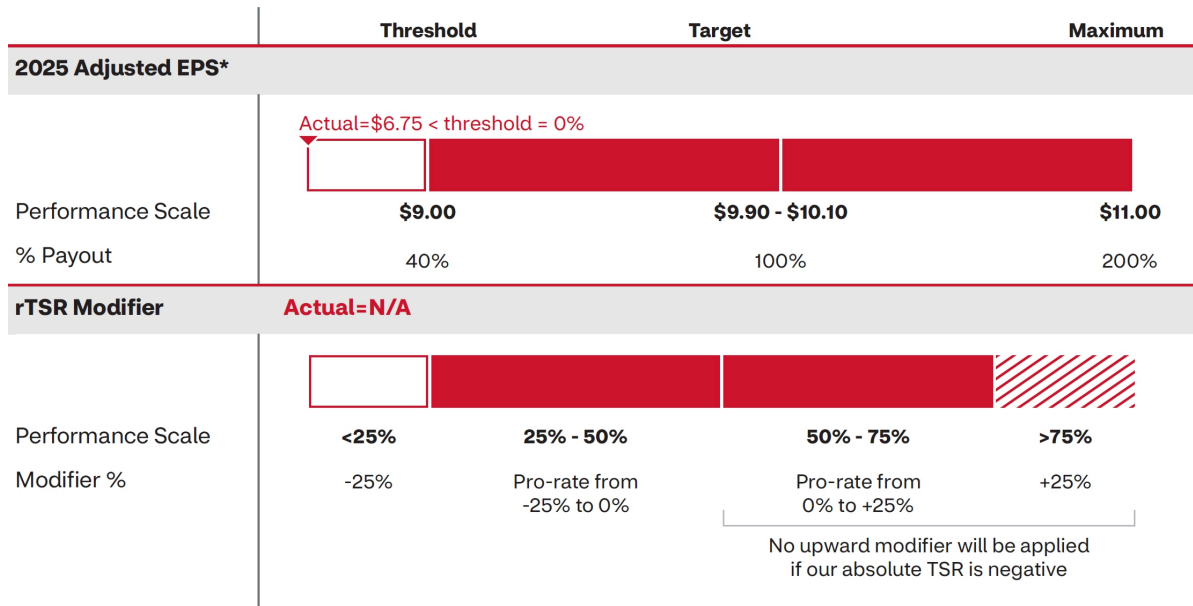 Threshold Target Maximum
2025 Adjusted EPS*
Actual=$6.75 < threshold = 0%
Performance Scale $9.00 $9.90 - $10.10 $11.00
% Payout 40% 100% 200%
rTSR Modifier Actual=N/A
Performance Scale <25% 25% - 50% 50% - 75% >75%
Modifier % -25% Pro-rate from Pro-rate from +25%
-25% to 0% 0% to +25%
No upward modifier will be applied
if our absolute TSR is negative